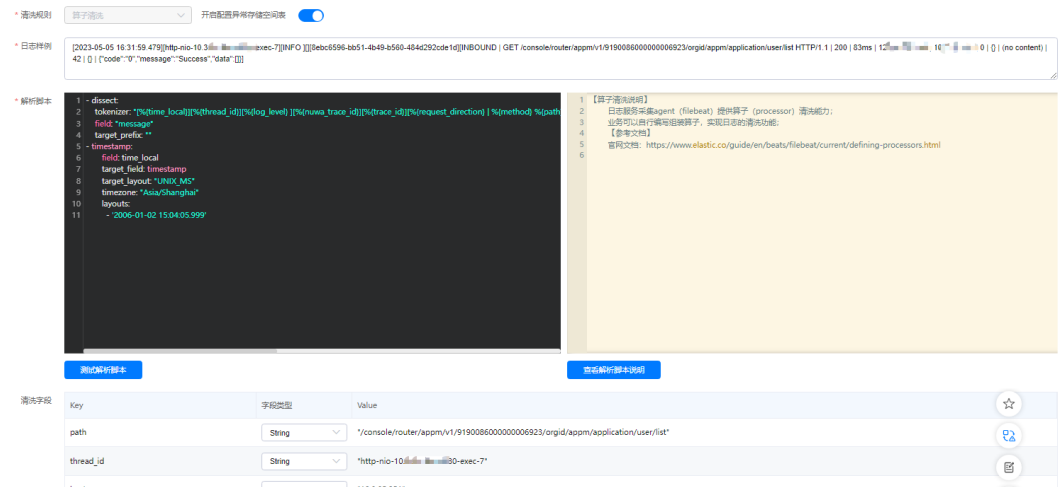 * 清洗规则 算子清洗 开启配置异常存储空间表
* 日志样例 [2023-05-05 16:31:59.479][http-nio-10.3 exec-7][INFO ][][8ebc6596-bb51-4b49-b560-484d292cde1d][INBOUND | GET /console/router/appm/v1/9190086000000006923/orgid/appm/application/user/list HTTP/1.1 | 200 | 83ms | 12 0 | {} | (no content) |
42 | {} | {"code":"0","message":"Success","data":[]}]
* 解析脚本
1 - dissect:
2 tokenizer: "[%{time_local}][%{thread_id}][%{log_level} ][%{nuwa_trace_id}][%{trace_id}][%{request_direction} | %{method} %{path
3 field: "message"
4 target_prefix: ""
5 - timestamp:
6 field: time_local
7 target_field: timestamp
8 target_layout: "UNIX_MS"
9 timezone: "Asia/Shanghai"
10 layouts:
11 - '2006-01-02 15:04:05.999'
1 【算子清洗说明】
2 日志服务采集agent（filebeat）提供算子（processor）清洗能力；
3 业务可以自行编写组装算子，实现日志的清洗功能；
4 【参考文档】
5 官网文档：https://www.elastic.co/guide/en/beats/filebeat/current/defining-processors.html
6
测试解析脚本 查看解析脚本说明
清洗字段 Key 字段类型 Value
path String "/console/router/appm/v1/9190086000000006923/orgid/appm/application/user/list"
thread_id String "http-nio-10. 80-exec-7"